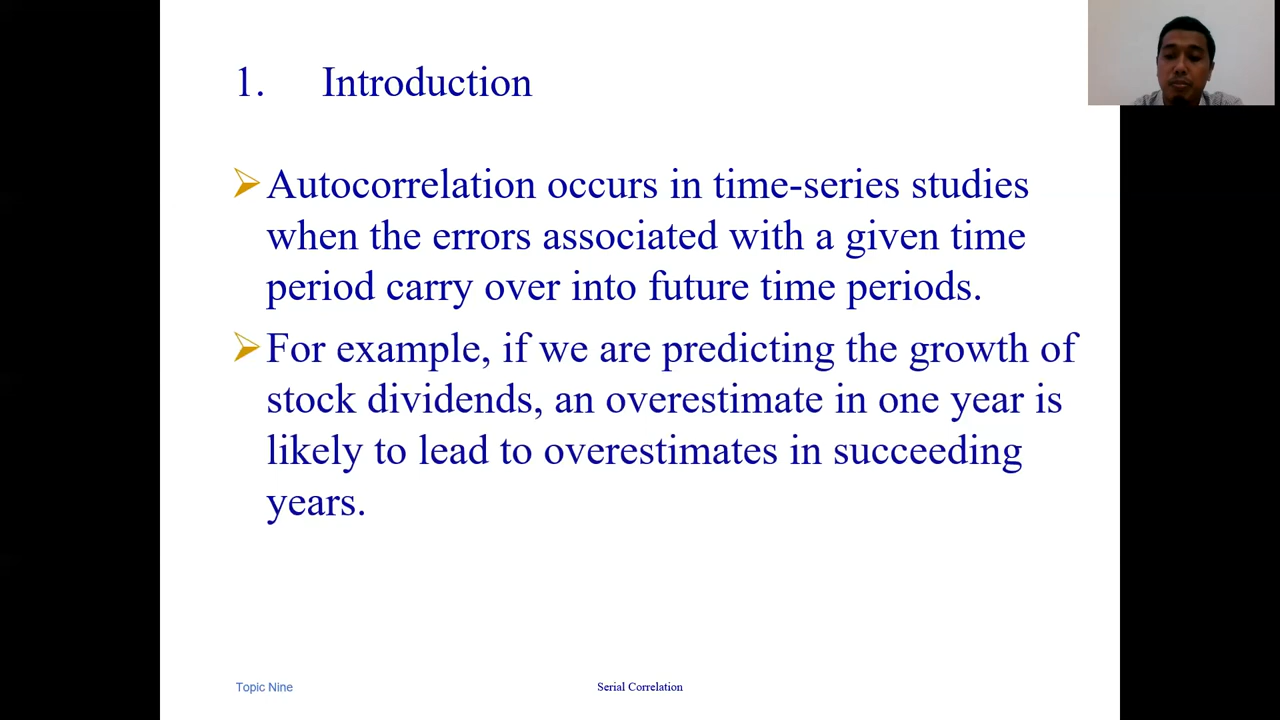 1. Introduction
Autocorrelation occurs in time-series studies
when the errors associated with a given time
period carry over into future time periods.
For example, if we are predicting the growth of
stock dividends, an overestimate in one year is
likely to lead to overestimates in succeeding
years.
Topic Nine
Serial Correlation